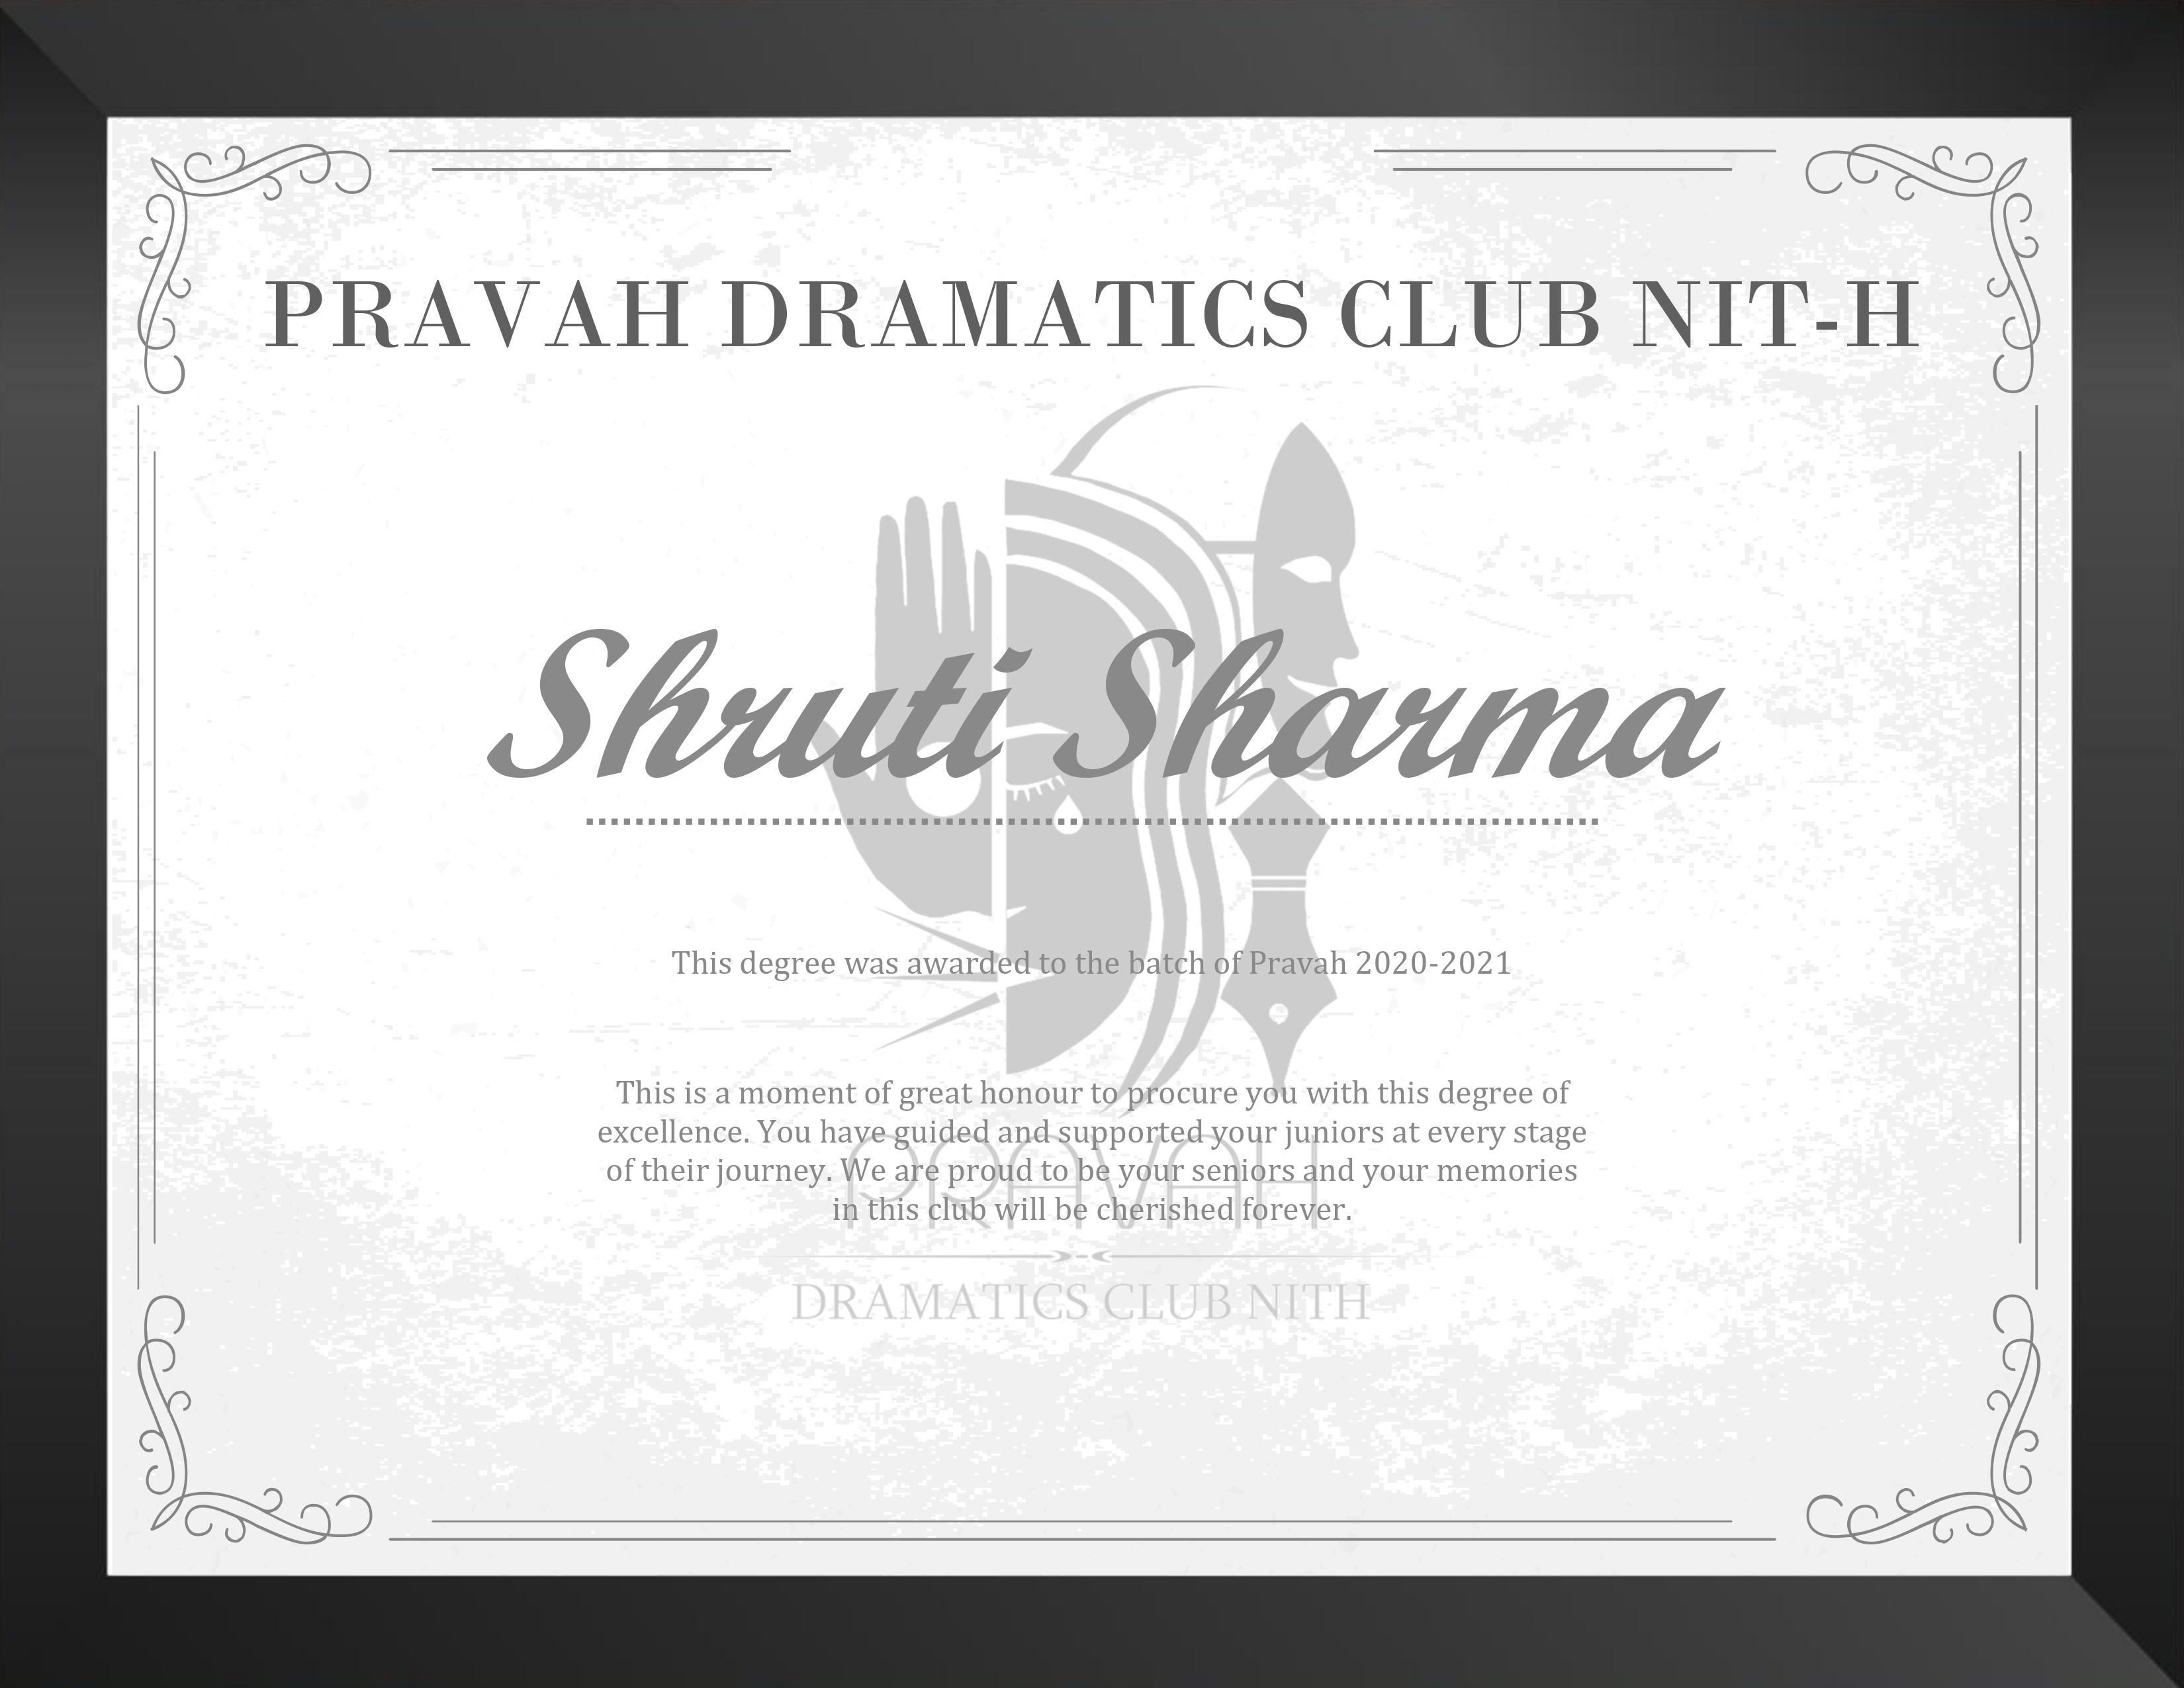 PRAVAH DRAMATICS CLUB NIT-H
Shruti Sharma
This degree was awarded to the batch of Pravah 2020-2021
This is a moment of great honour to procure you with this degree of
excellence. You have guided and supported your juniors at every stage
of their journey. We are proud to be your seniors and your memories
in this club will be cherished forever.
PRAVAH
DRAMATICS CLUB NITH